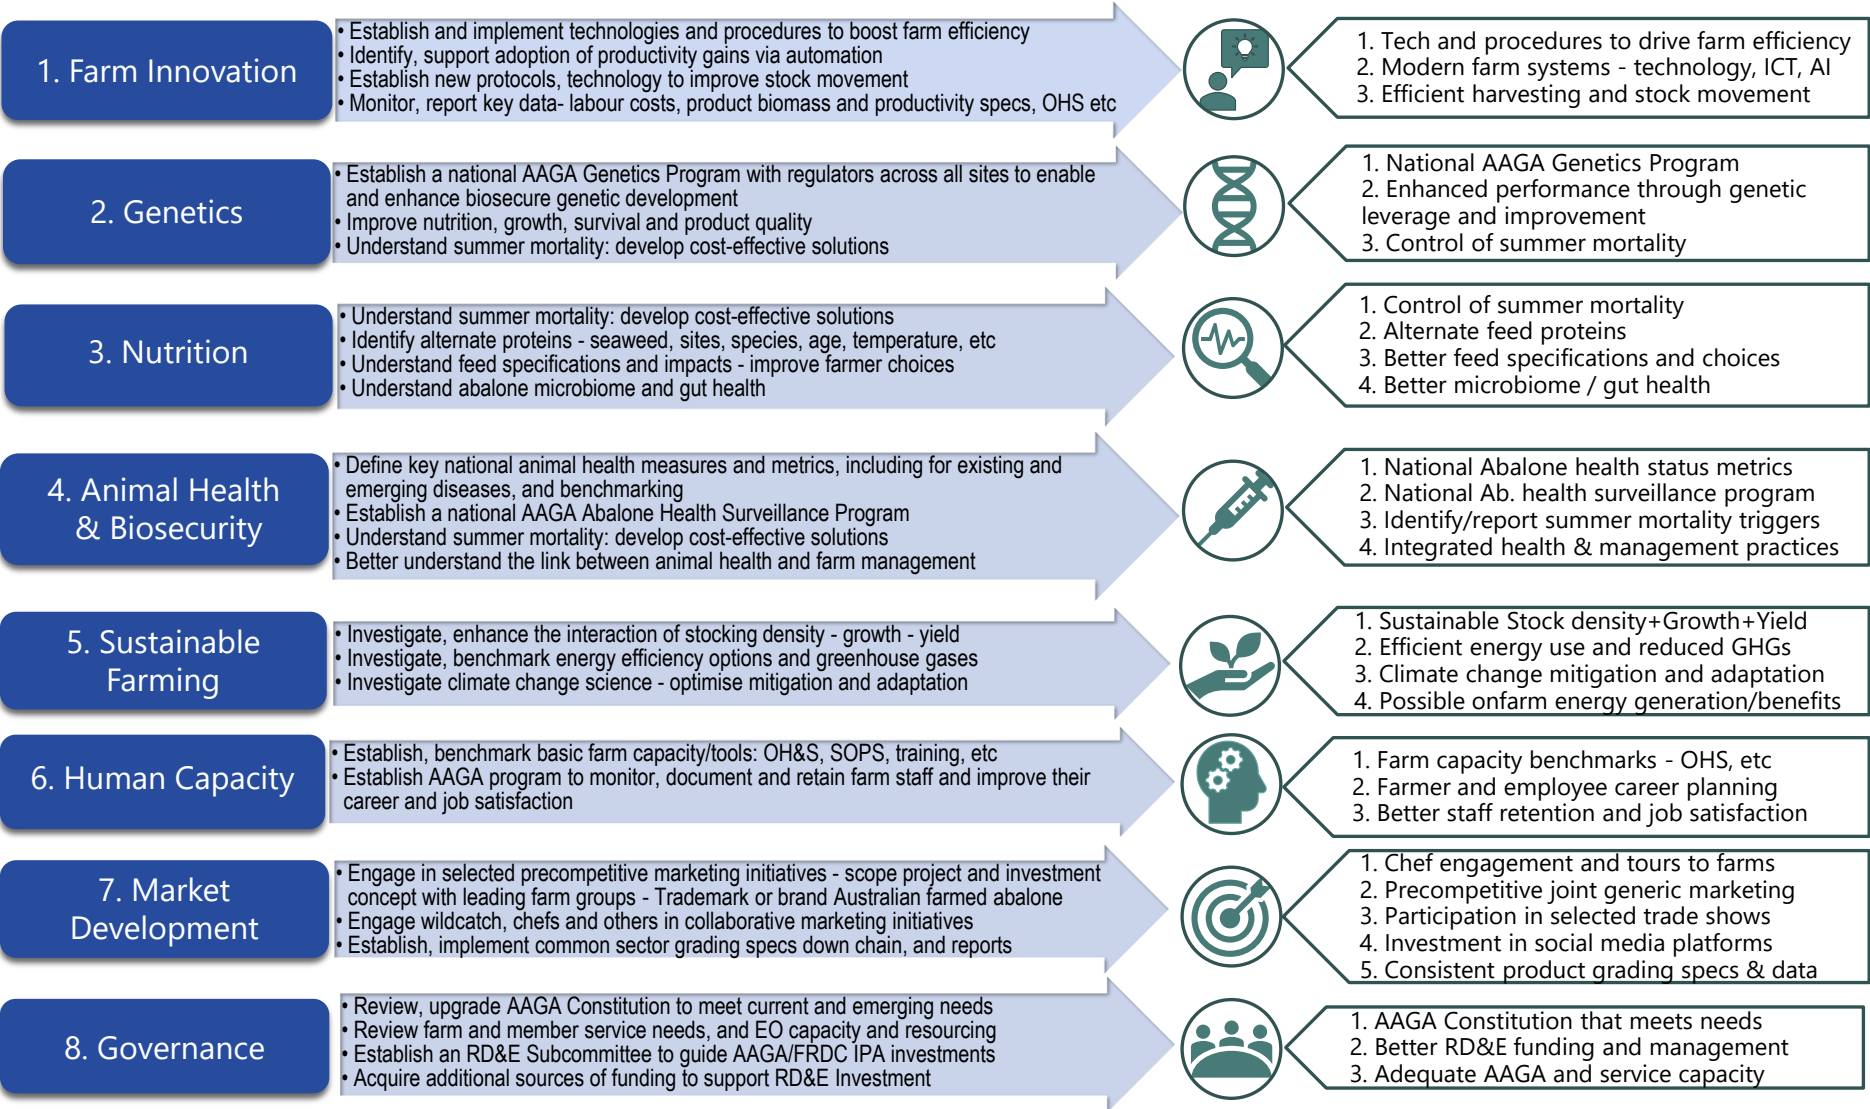 1. Farm Innovation
• Establish and implement technologies and procedures to boost farm efficiency
• Identify, support adoption of productivity gains via automation
• Establish new protocols, technology to improve stock movement
• Monitor, report key data- labour costs, product biomass and productivity specs, OHS etc
1. Tech and procedures to drive farm efficiency
2. Modern farm systems - technology, ICT, AI
3. Efficient harvesting and stock movement
2. Genetics
• Establish a national AAGA Genetics Program with regulators across all sites to enable
and enhance biosecure genetic development
• Improve nutrition, growth, survival and product quality
• Understand summer mortality: develop cost-effective solutions
1. National AAGA Genetics Program
2. Enhanced performance through genetic
leverage and improvement
3. Control of summer mortality
3. Nutrition
• Understand summer mortality: develop cost-effective solutions
• Identify alternate proteins - seaweed, sites, species, age, temperature, etc
• Understand feed specifications and impacts - improve farmer choices
• Understand abalone microbiome and gut health
1. Control of summer mortality
2. Alternate feed proteins
3. Better feed specifications and choices
4. Better microbiome / gut health
4. Animal Health
& Biosecurity
• Define key national animal health measures and metrics, including for existing and
emerging diseases, and benchmarking
• Establish a national AAGA Abalone Health Surveillance Program
• Understand summer mortality: develop cost-effective solutions
• Better understand the link between animal health and farm management
1. National Abalone health status metrics
2. National Ab. health surveillance program
3. Identify/report summer mortality triggers
4. Integrated health & management practices
5. Sustainable
Farming
• Investigate, enhance the interaction of stocking density - growth - yield
• Investigate, benchmark energy efficiency options and greenhouse gases
• Investigate climate change science - optimise mitigation and adaptation
1. Sustainable Stock density+Growth+Yield
2. Efficient energy use and reduced GHGs
3. Climate change mitigation and adaptation
4. Possible onfarm energy generation/benefits
6. Human Capacity
• Establish, benchmark basic farm capacity/tools: OH&S, SOPS, training, etc
• Establish AAGA program to monitor, document and retain farm staff and improve their
career and job satisfaction
1. Farm capacity benchmarks - OHS, etc
2. Farmer and employee career planning
3. Better staff retention and job satisfaction
7. Market
Development
• Engage in selected precompetitive marketing initiatives - scope project and investment
concept with leading farm groups - Trademark or brand Australian farmed abalone
• Engage wildcatch, chefs and others in collaborative marketing initiatives
• Establish, implement common sector grading specs down chain, and reports
1. Chef engagement and tours to farms
2. Precompetitive joint generic marketing
3. Participation in selected trade shows
4. Investment in social media platforms
5. Consistent product grading specs & data
8. Governance
• Review, upgrade AAGA Constitution to meet current and emerging needs
• Review farm and member service needs, and EO capacity and resourcing
• Establish an RD&E Subcommittee to guide AAGA/FRDC IPA investments
• Acquire additional sources of funding to support RD&E Investment
1. AAGA Constitution that meets needs
2. Better RD&E funding and management
3. Adequate AAGA and service capacity